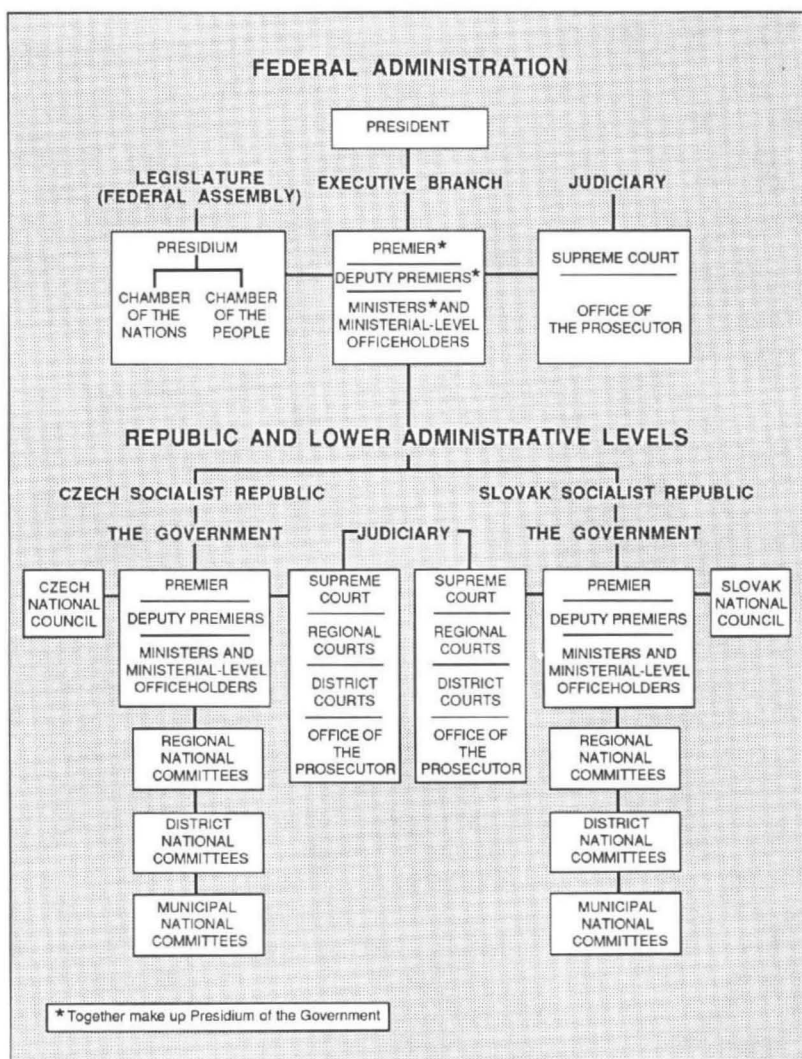 FEDERAL ADMINISTRATION
PRESIDENT
LEGISLATURE
(FEDERAL ASSEMBLY)
EXECUTIVE BRANCH
JUDICIARY
PRESIDIUM
CHAMBER
OF THE
NATIONS
CHAMBER
OF THE
PEOPLE
PREMIER*
DEPUTY PREMIERS*
MINISTERS* AND
MINISTERIAL-LEVEL
OFFICEHOLDERS
SUPREME COURT
OFFICE OF
THE PROSECUTOR
REPUBLIC AND LOWER ADMINISTRATIVE LEVELS
CZECH SOCIALIST REPUBLIC
SLOVAK SOCIALIST REPUBLIC
THE GOVERNMENT
JUDICIARY
THE GOVERNMENT
CZECH
NATIONAL
COUNCIL
PREMIER
DEPUTY PREMIERS
MINISTERS AND
MINISTERIAL-LEVEL
OFFICEHOLDERS
SUPREME
COURT
REGIONAL
COURTS
DISTRICT
COURTS
OFFICE OF
THE
PROSECUTOR
SUPREME
COURT
REGIONAL
COURTS
DISTRICT
COURTS
OFFICE OF
THE
PROSECUTOR
PREMIER
DEPUTY PREMIERS
MINISTERS AND
MINISTERIAL-LEVEL
OFFICEHOLDERS
SLOVAK
NATIONAL
COUNCIL
REGIONAL
NATIONAL
COMMITTEES
DISTRICT
NATIONAL
COMMITTEES
MUNICIPAL
NATIONAL
COMMITTEES
REGIONAL
NATIONAL
COMMITTEES
DISTRICT
NATIONAL
COMMITTEES
MUNICIPAL
NATIONAL
COMMITTEES
* Together make up Presidium of the Government